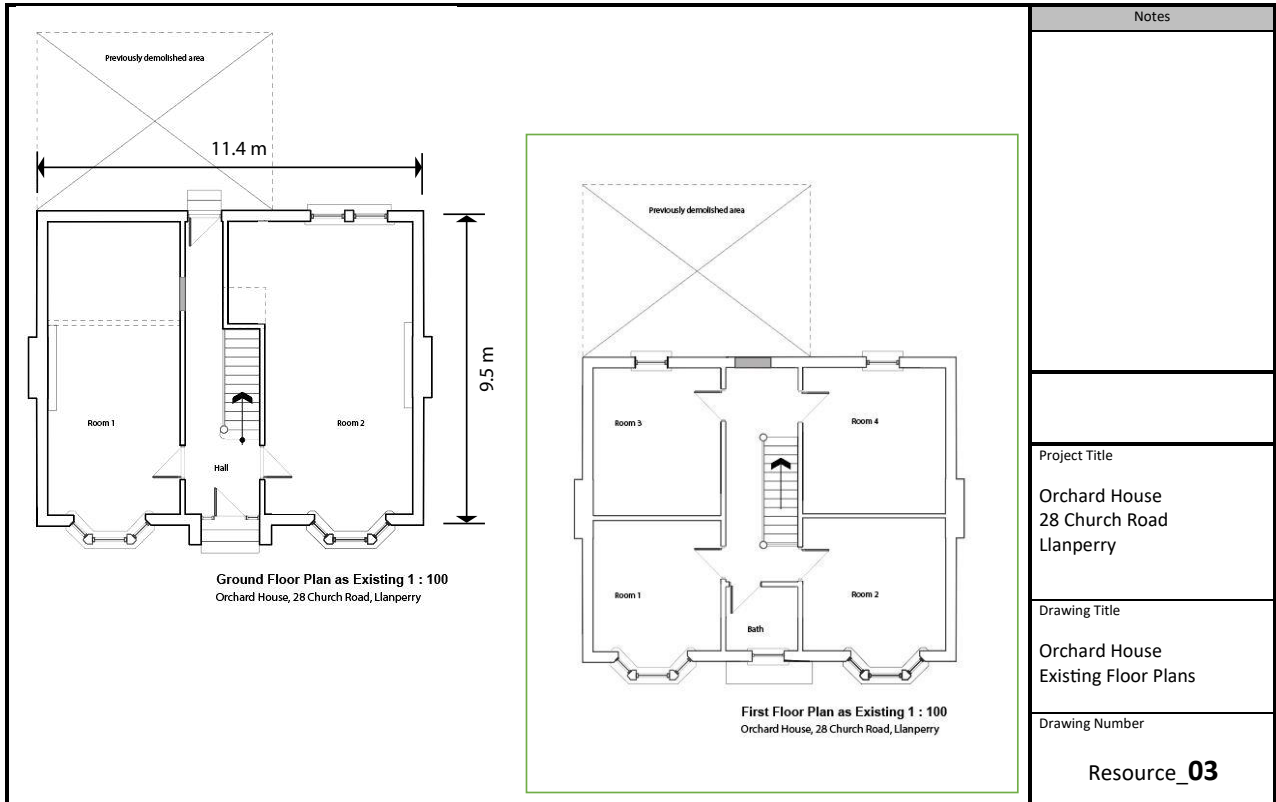 Previously demolished area
11.4 m
9.5 m
Room 1
Room 2
Hall
Ground Floor Plan as Existing 1 : 100
Orchard House, 28 Church Road, Llanperry
Previously demolished area
Room 3
Room 4
Room 1
Room 2
Bath
First Floor Plan as Existing 1 : 100
Orchard House, 28 Church Road, Llanperry
Notes
Project Title
Orchard House
28 Church Road
Llanperry
Drawing Title
Orchard House
Existing Floor Plans
Drawing Number
Resource_03